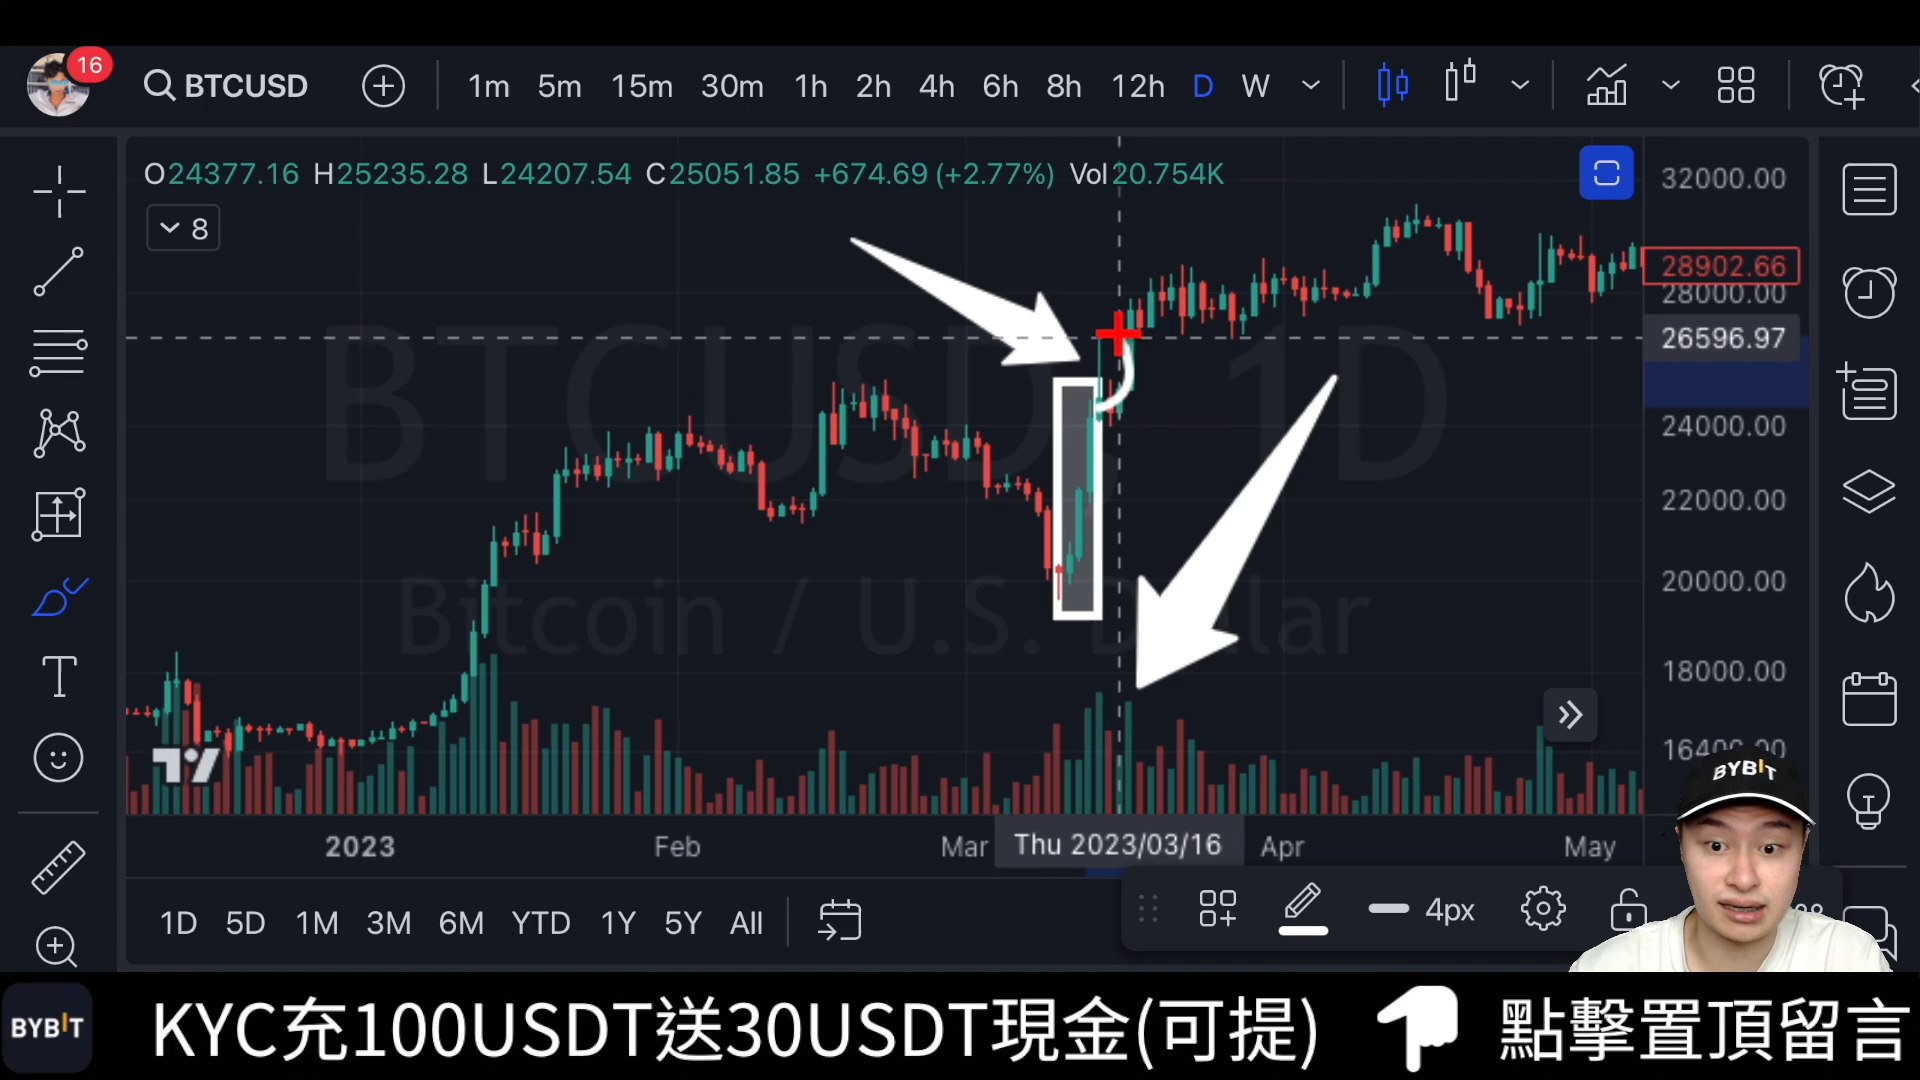 16
BTCUSD
1m 5m 15m 30m 1h 2h 4h 6h 8h 12h D W
O24377.16 H25235.28 L24207.54 C25051.85 +674.69 (+2.77%) Vol20.754K
8
32000.00
28902.66
28000.00
26596.97
24000.00
22000.00
20000.00
18000.00
BTCUSD, 1D
Bitcoin / U.S. Dollar
2023 Feb Mar Thu 2023/03/16 Apr May
1D 5D 1M 3M 6M YTD 1Y 5Y All
4px
BYBIT
BYBIT
KYC充100USDT送30USDT現金(可提)
點擊置頂留言